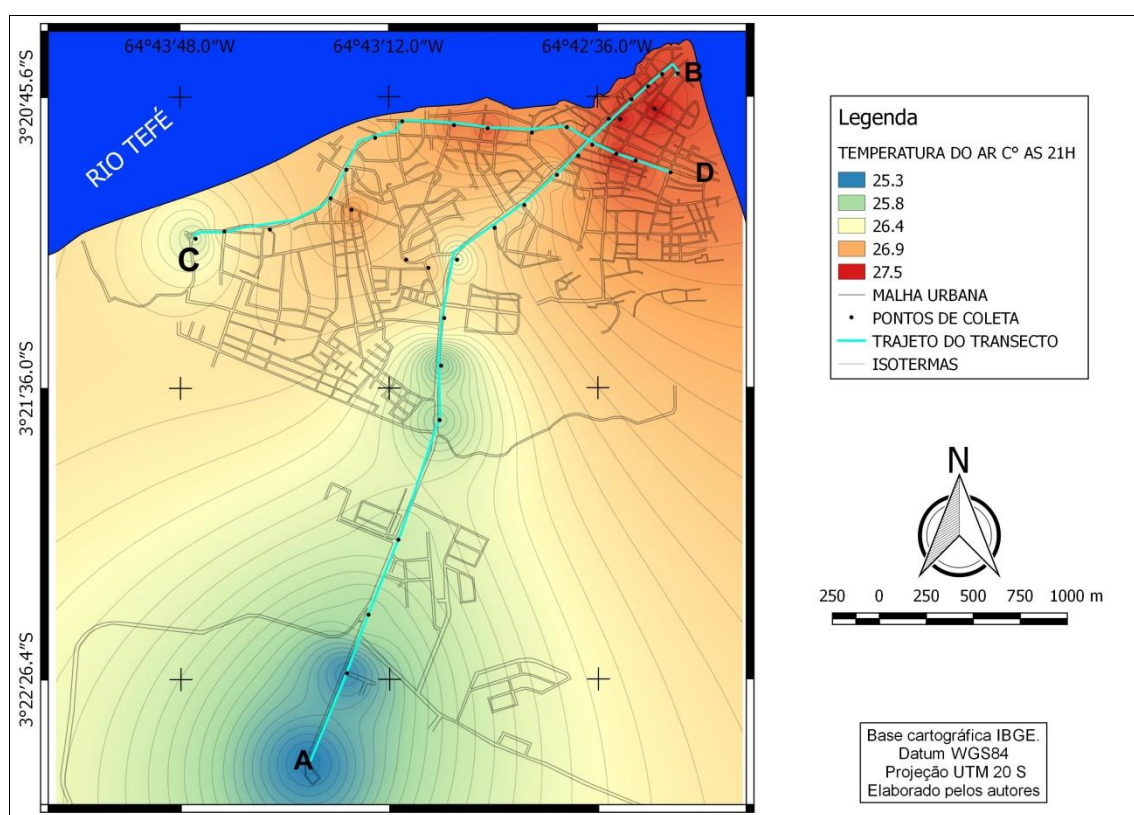 64°43'48.0"W 64°43'12.0"W 64°42'36.0"W
3°20'45.6"S
3°21'36.0"S
3°22'26.4"S
RIO TEFÉ
B
D
C
A
Legenda
TEMPERATURA DO AR C° AS 21H
25.3
25.8
26.4
26.9
27.5
MALHA URBANA
PONTOS DE COLETA
TRAJETO DO TRANSECTO
ISOTERMAS
N
250 0 250 500 750 1000 m
Base cartográfica IBGE.
Datum WGS84
Projeção UTM 20 S
Elaborado pelos autores